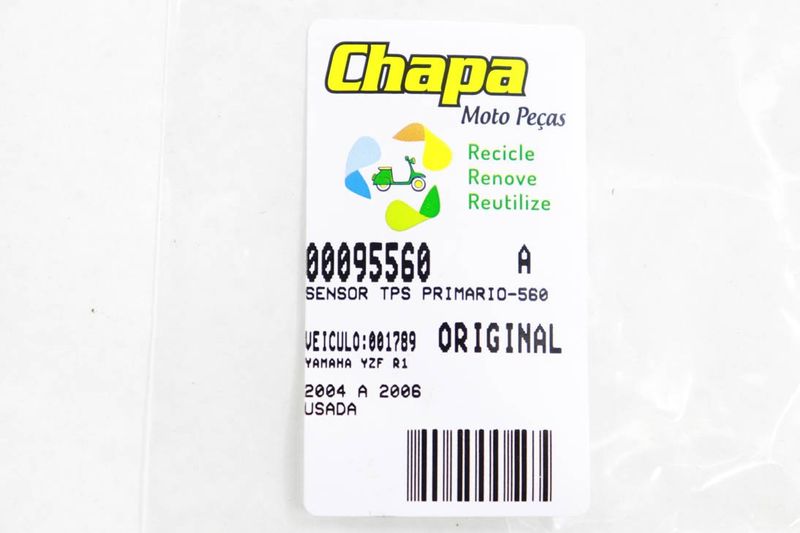 Chapa
Moto Peças
Recicle
Renove
Reutilize
00095560 A
SENSOR TPS PRIMARIO-560
VEICULO:001789 ORIGINAL
YAMAHA YZF R1
2004 A 2006
USADA